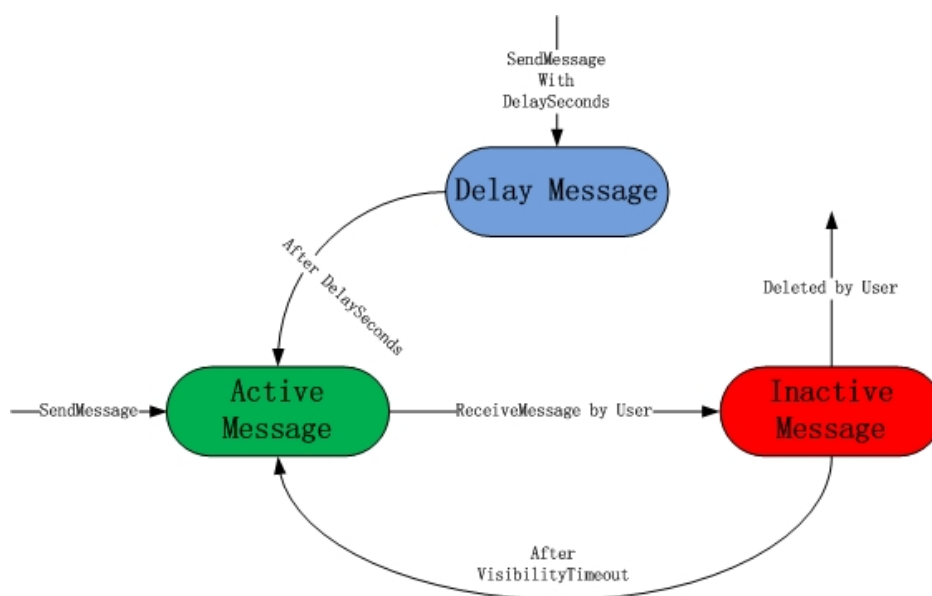 SendMessage
With
DelaySeconds
Delay Message
After DelaySeconds
Deleted by User
SendMessage
Active
Message
ReceiveMessage by User
Inactive
Message
After
VisibilityTimeout